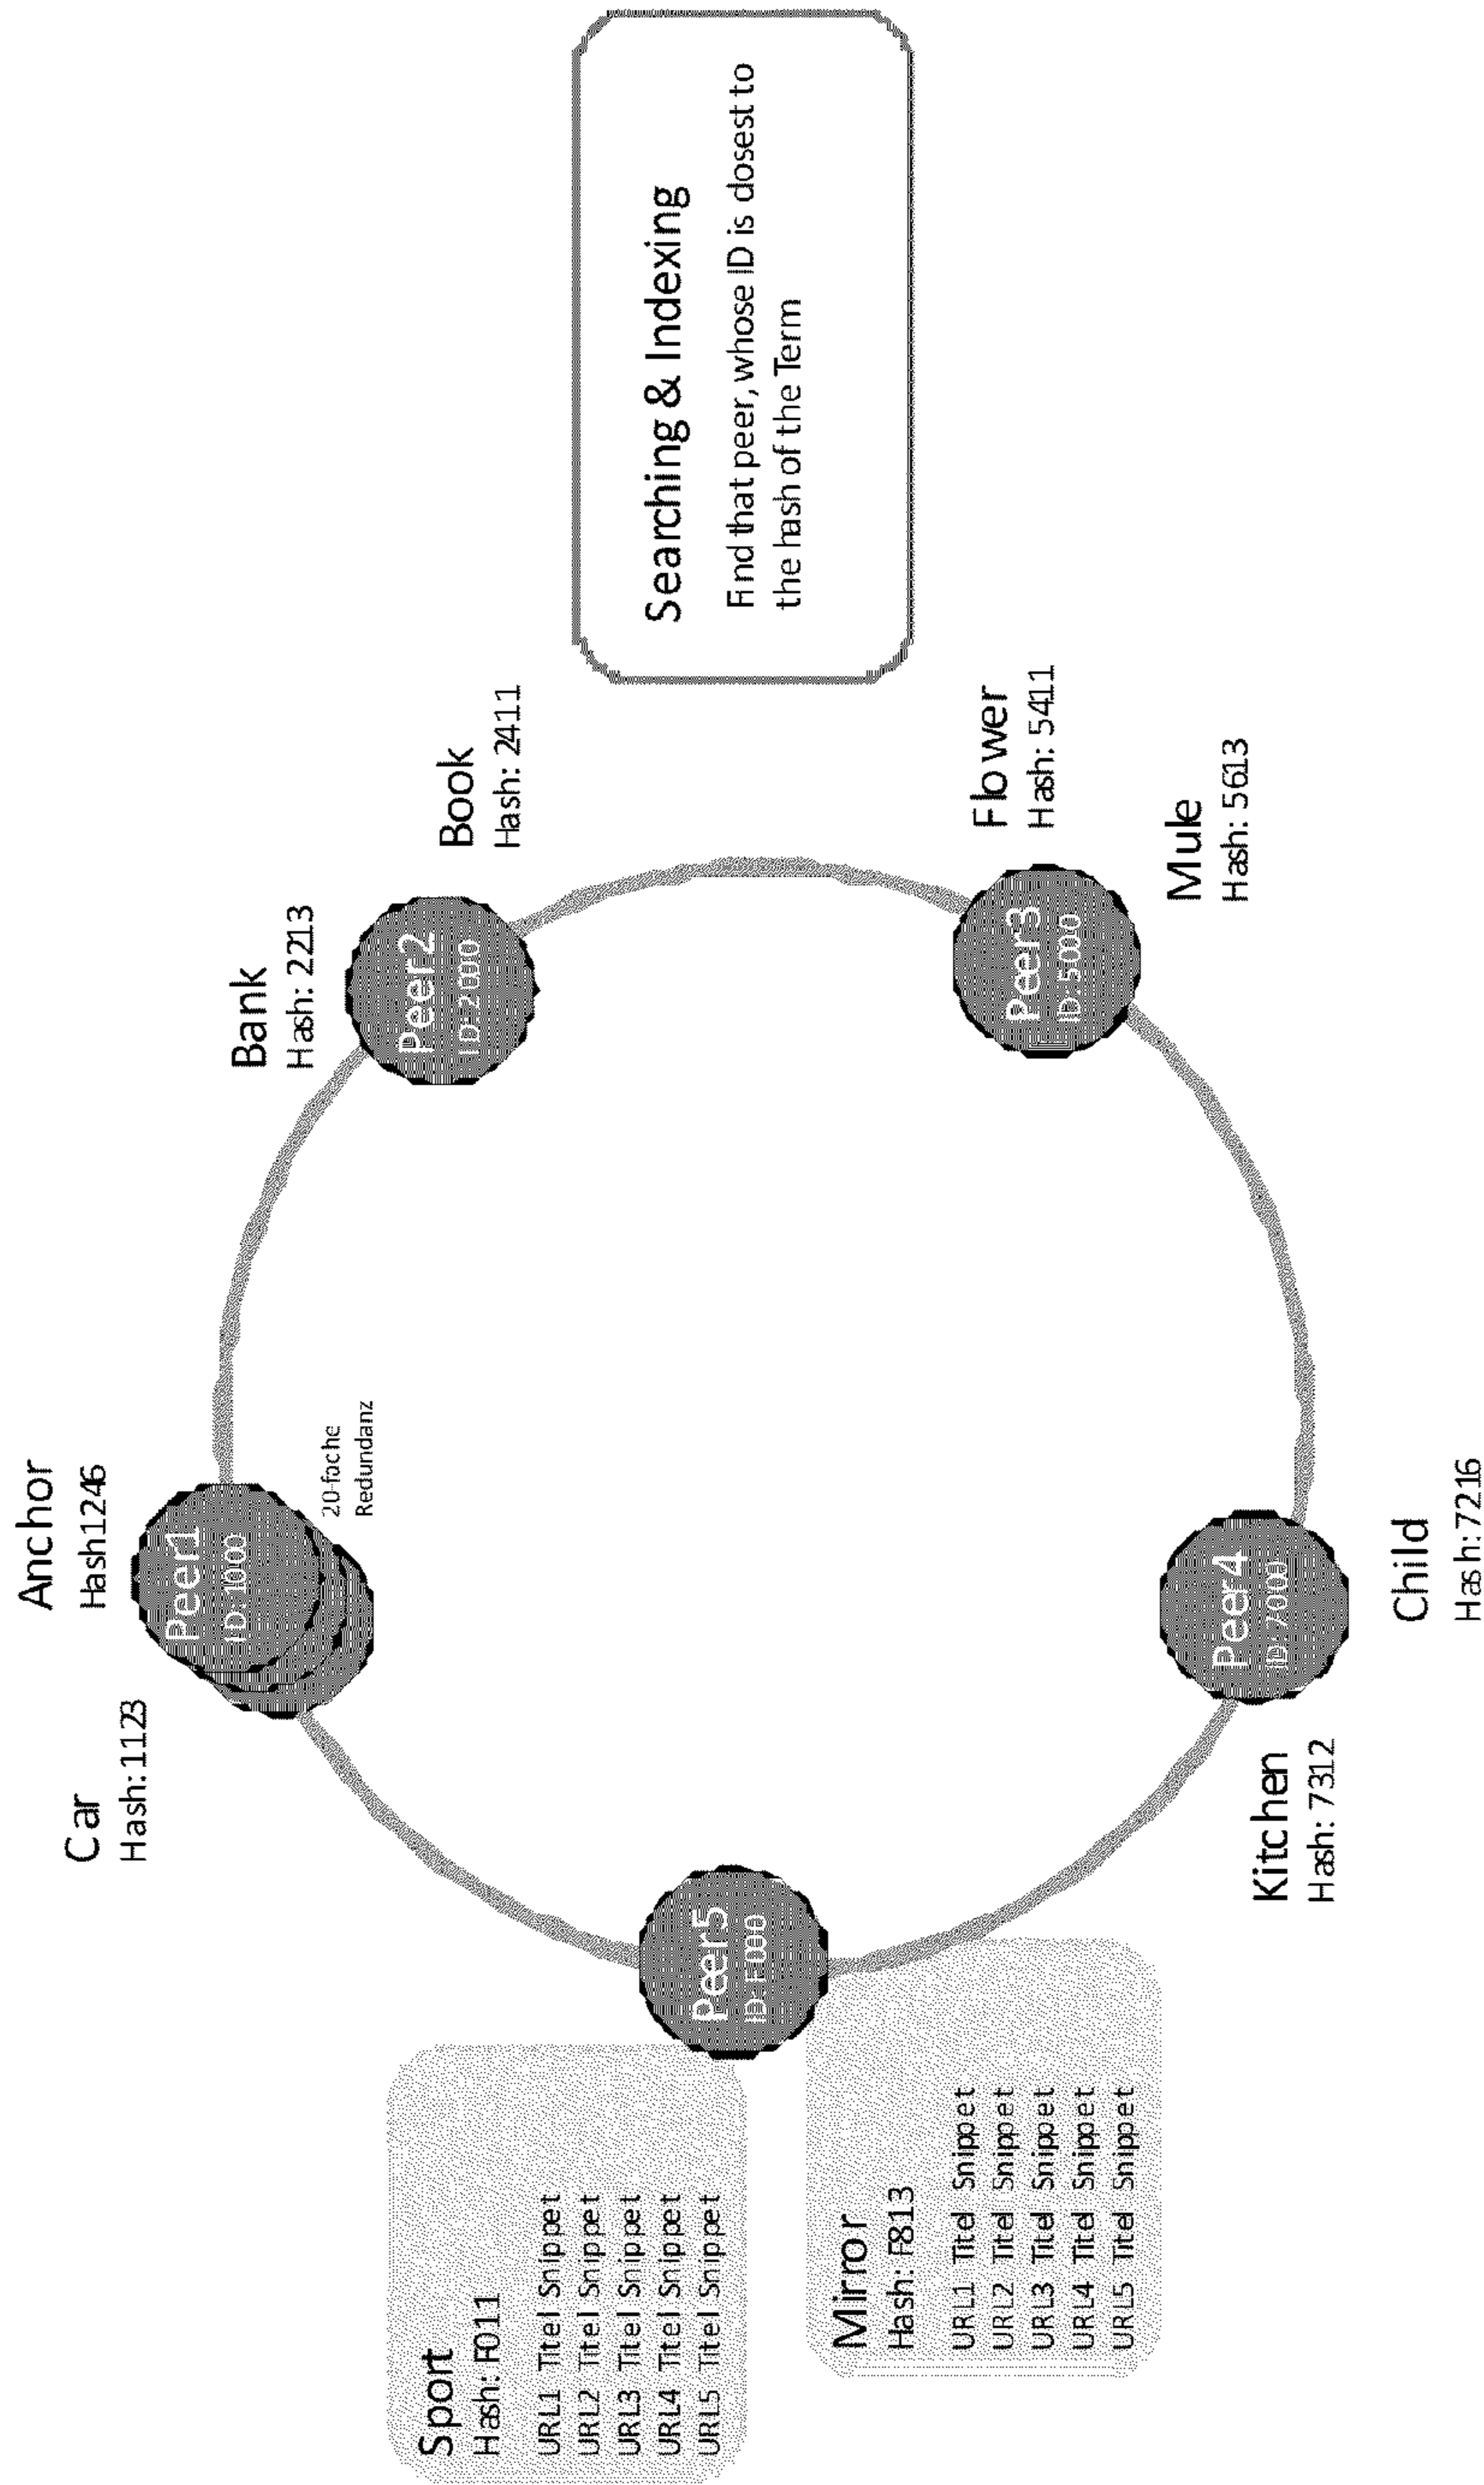 Car
Hash: 1123
Anchor
Hash1246
Peer1
ID: 1000
20-fache
Redundanz
Bank
Hash: 2213
Peer2
ID: 2000
Book
Hash: 2411
Sport
Hash: F011
URL1 Titel Snippet
URL2 Titel Snippet
URL3 Titel Snippet
URL4 Titel Snippet
URL5 Titel Snippet
Peer5
ID: F000
Searching & Indexing
Find that peer, whose ID is closest to
the hash of the Term
Mirror
Hash: F813
URL1 Titel Snippet
URL2 Titel Snippet
URL3 Titel Snippet
URL4 Titel Snippet
URL5 Titel Snippet
Flower
Hash: 5411
Peer3
ID: 5000
Mule
Hash: 5613
Peer4
ID: 7000
Kitchen
Hash: 7312
Child
Hash: 7216